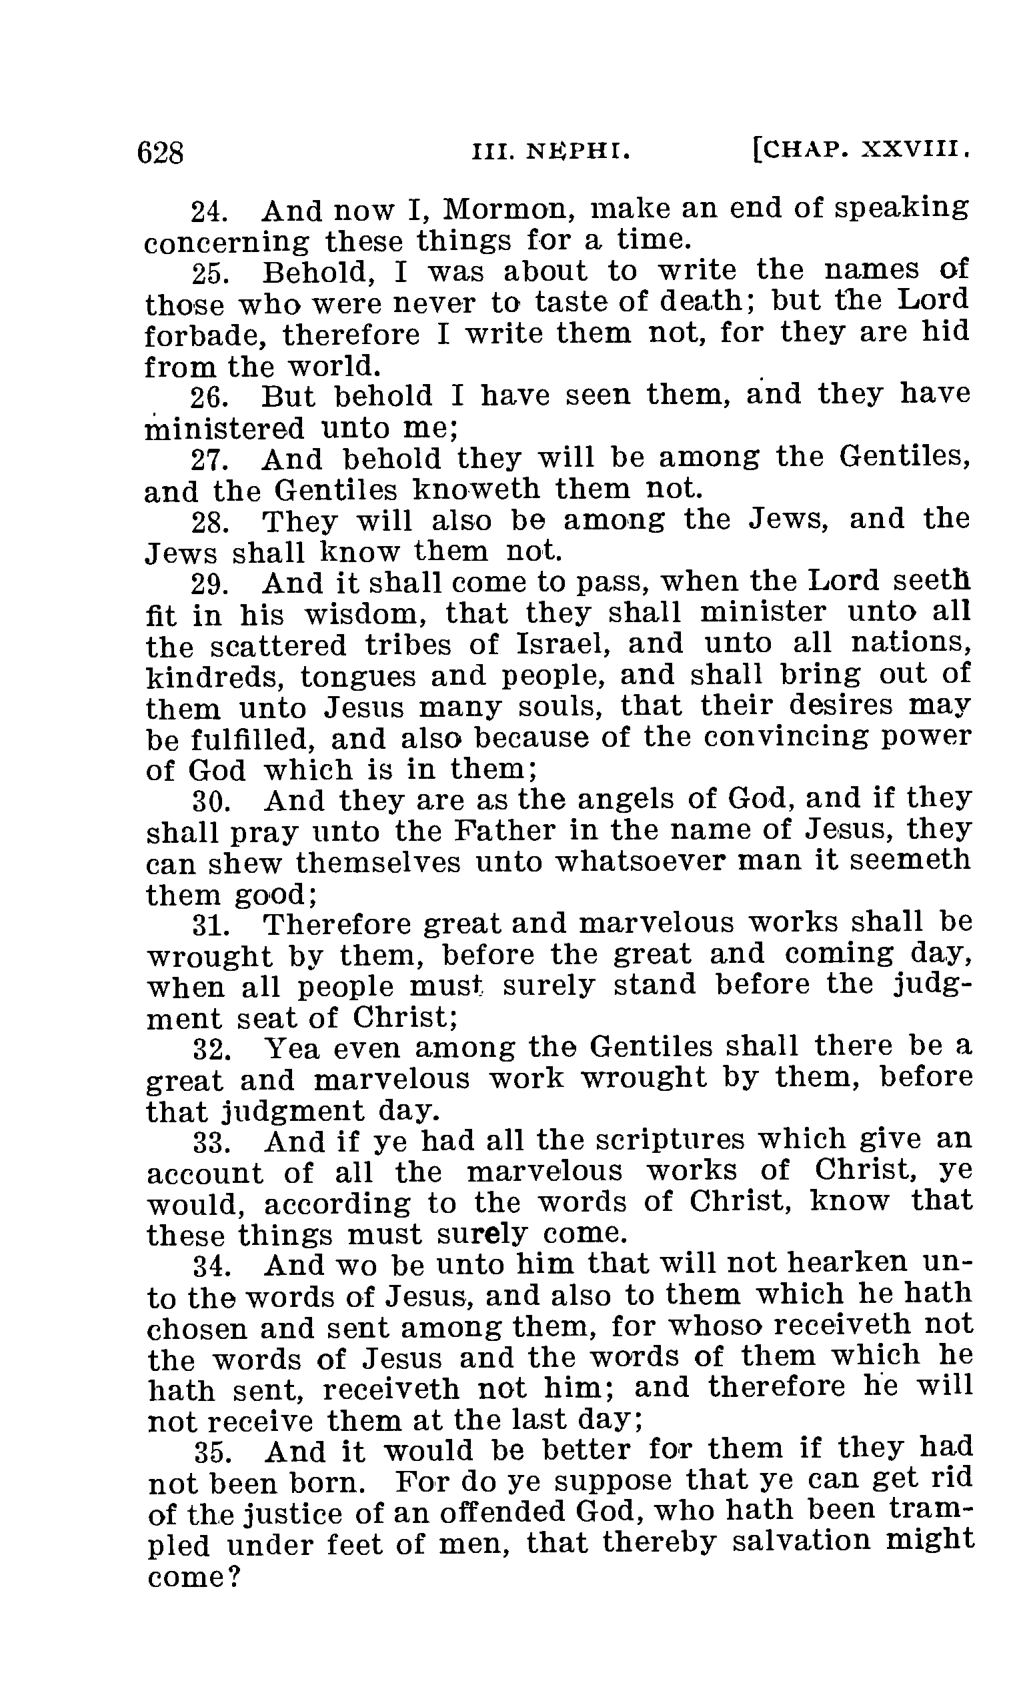 628 III. NEPHI. [CHAP. XXVIII.
24. And now I, Mormon, make an end of speaking
concerning these things for a time.
25. Behold, I was about to write the names of
those who were never to taste of death; but the Lord
forbade, therefore I write them not, for they are hid
from the world.
26. But behold I have seen them, and they have
ministered unto me;
27. And behold they will be among the Gentiles,
and the Gentiles knoweth them not.
28. They will also be among the Jews, and the
Jews shall know them not.
29. And it shall come to pass, when the Lord seeth
fit in his wisdom, that they shall minister unto all
the scattered tribes of Israel, and unto all nations,
kindreds, tongues and people, and shall bring out of
them unto Jesus many souls, that their desires may
be fulfilled, and also because of the convincing power
of God which is in them;
30. And they are as the angels of God, and if they
shall pray unto the Father in the name of Jesus, they
can shew themselves unto whatsoever man it seemeth
them good;
31. Therefore great and marvelous works shall be
wrought by them, before the great and coming day,
when all people must surely stand before the judg-
ment seat of Christ;
32. Yea even among the Gentiles shall there be a
great and marvelous work wrought by them, before
that judgment day.
33. And if ye had all the scriptures which give an
account of all the marvelous works of Christ, ye
would, according to the words of Christ, know that
these things must surely come.
34. And wo be unto him that will not hearken un-
to the words of Jesus, and also to them which he hath
chosen and sent among them, for whoso receiveth not
the words of Jesus and the words of them which he
hath sent, receiveth not him; and therefore he will
not receive them at the last day;
35. And it would be better for them if they had
not been born. For do ye suppose that ye can get rid
of the justice of an offended God, who hath been tram-
pled under feet of men, that thereby salvation might
come?